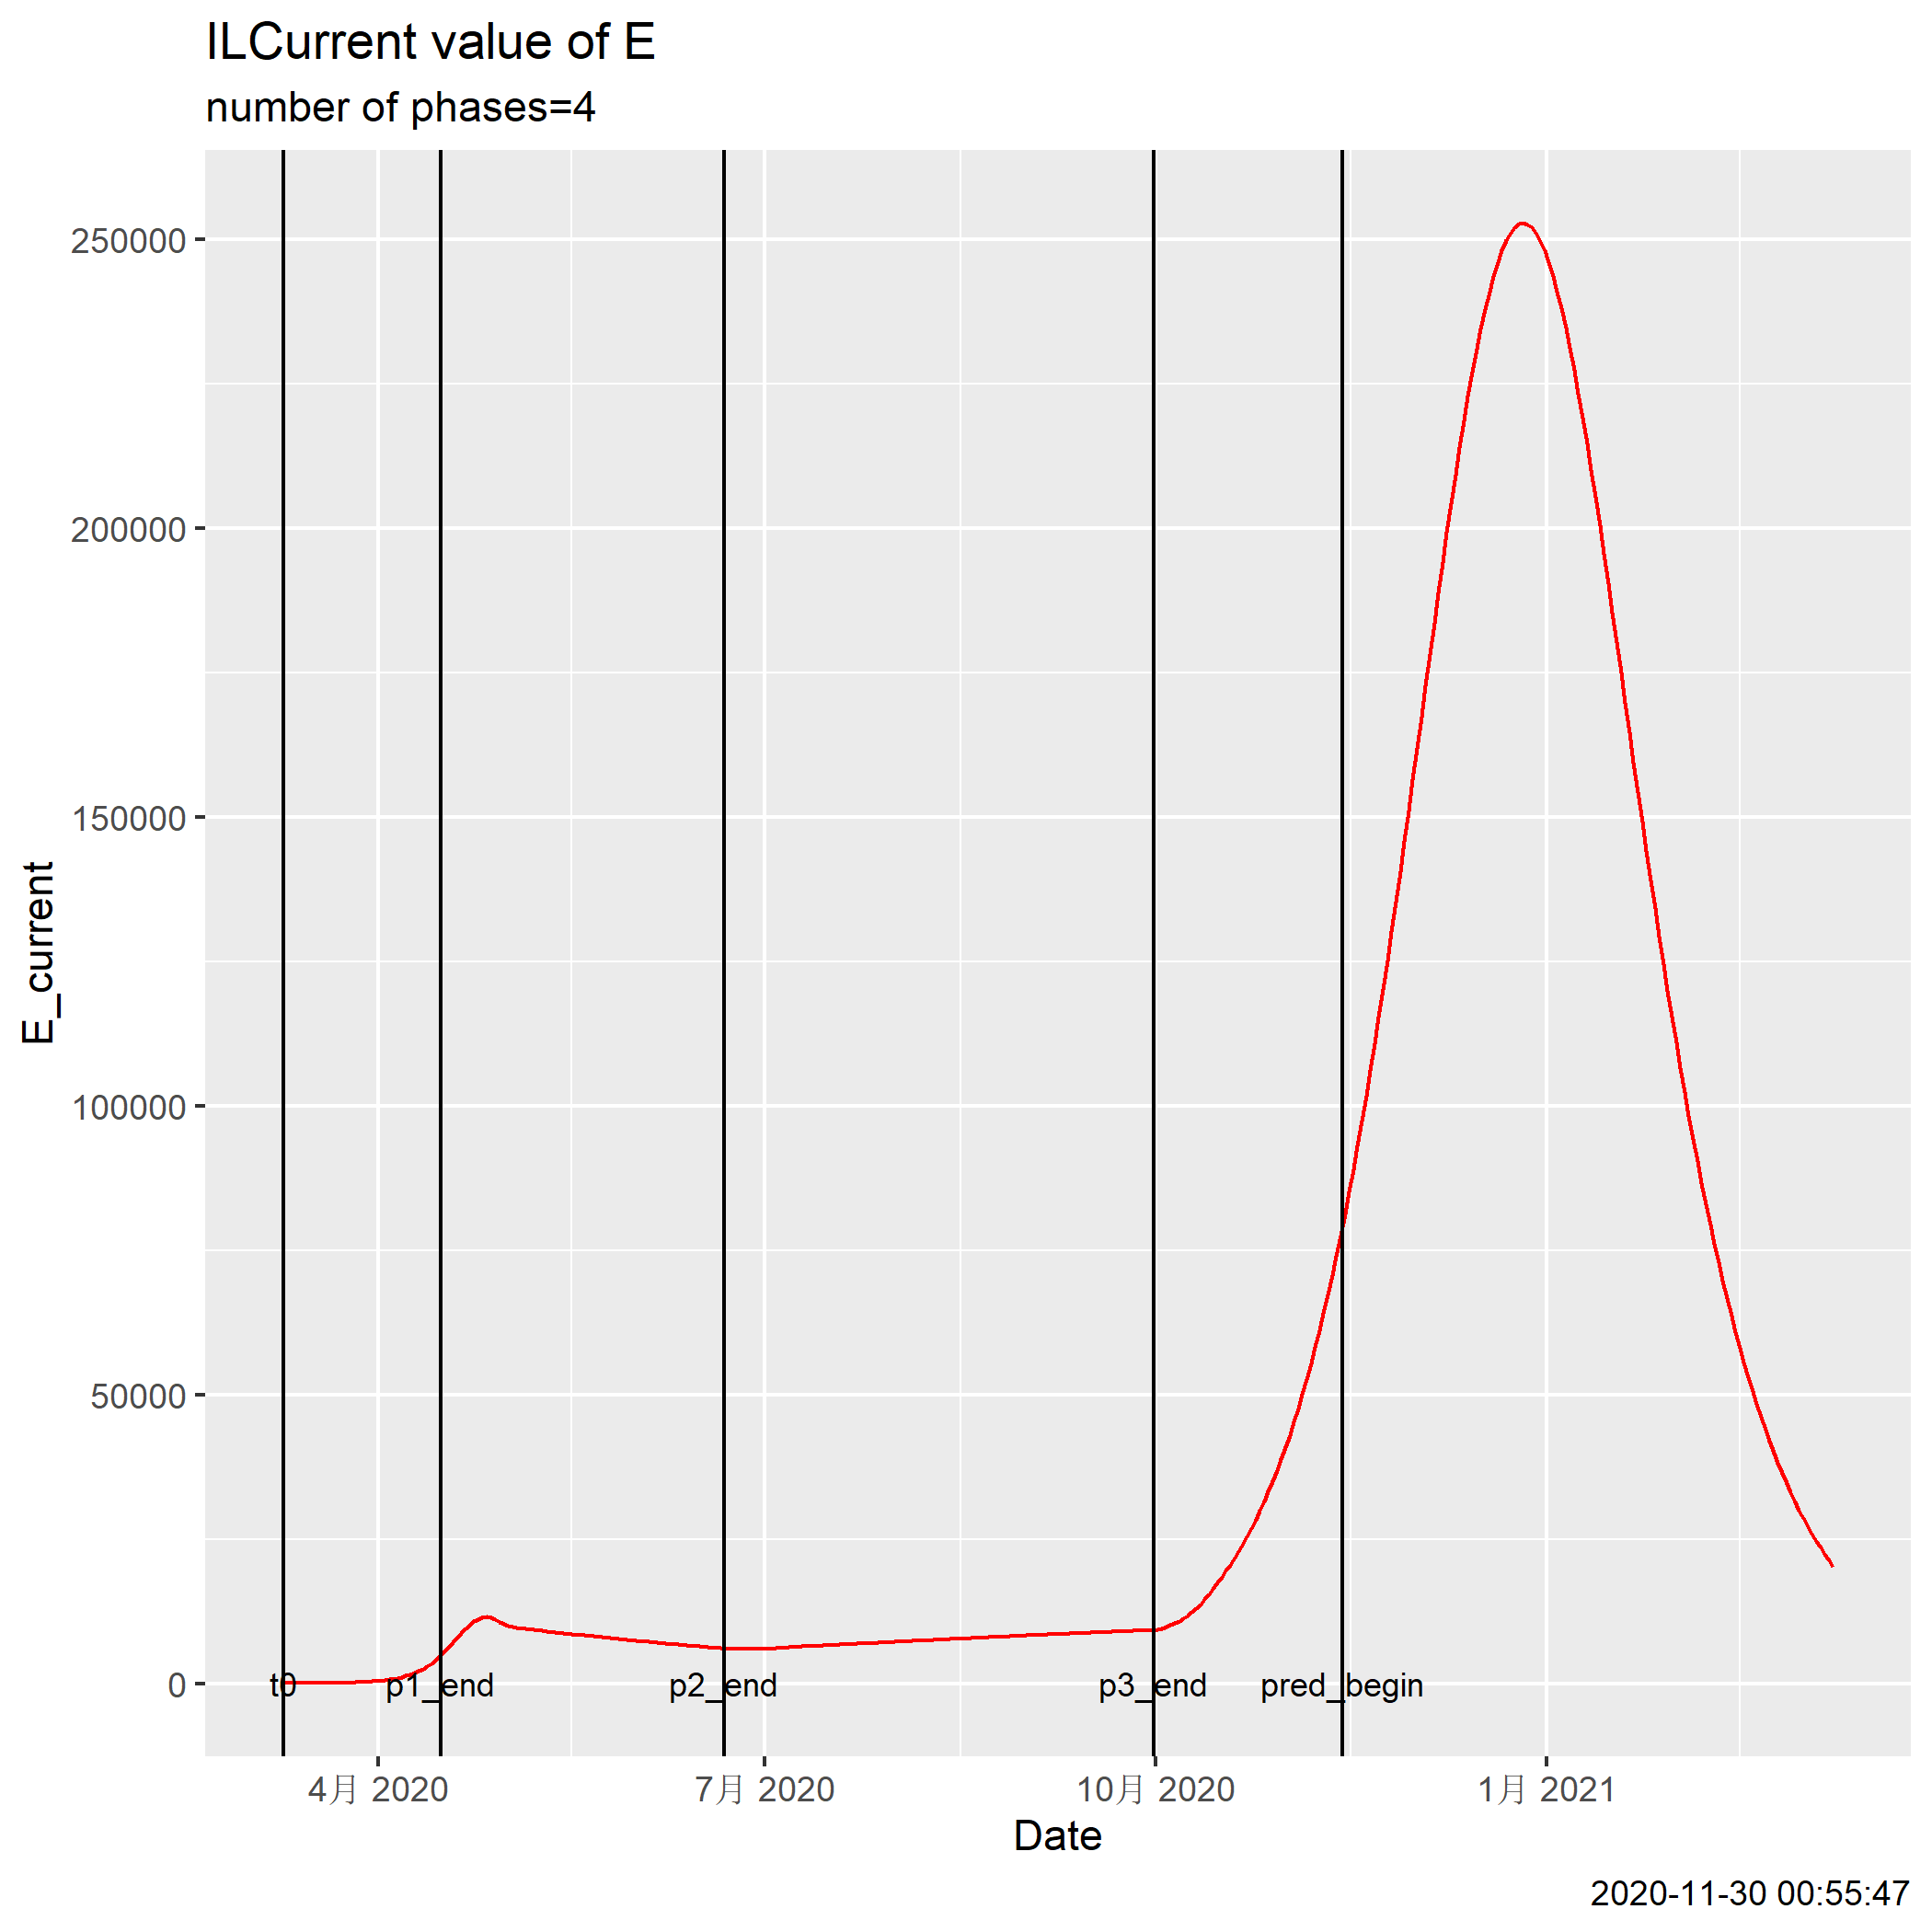 ILCurrent value of E
number of phases=4
E_current
250000
200000
150000
100000
50000
0
t0
p1_end
p2_end
p3_end
pred_begin
4月 2020
7月 2020
10月 2020
1月 2021
Date
2020-11-30 00:55:47